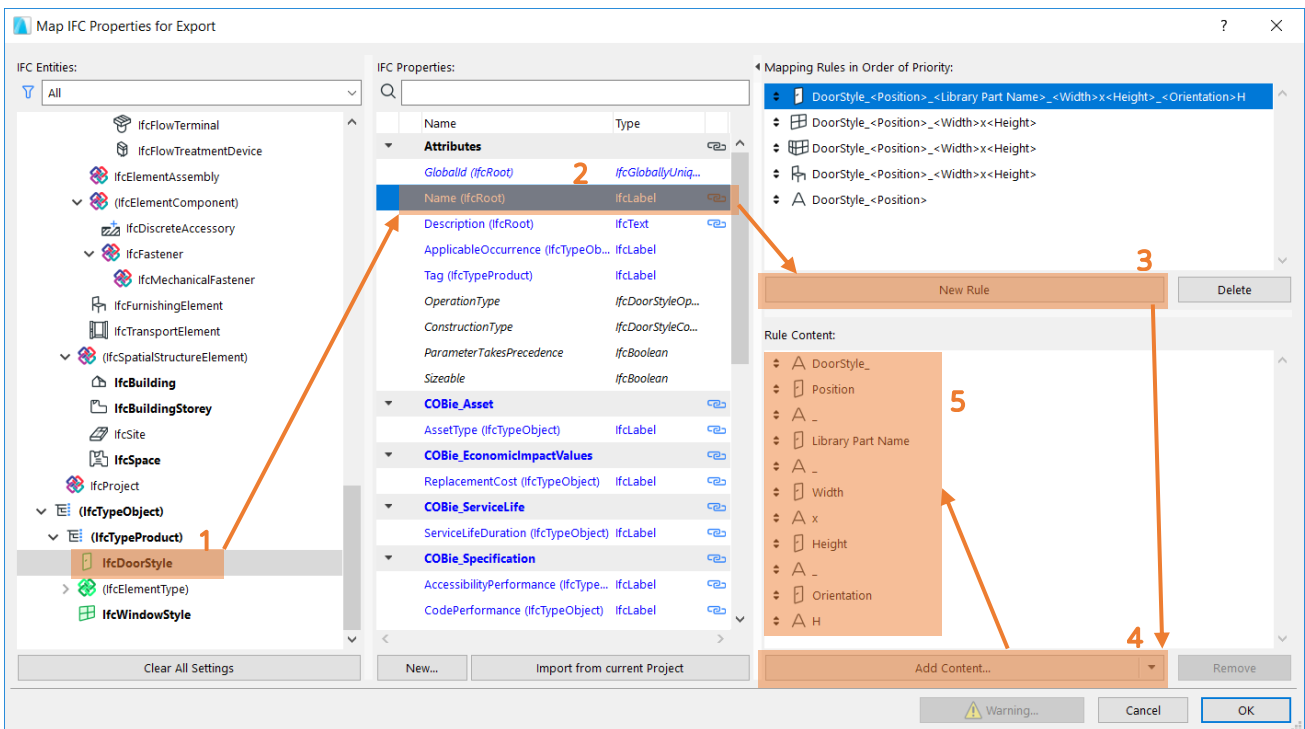 Map IFC Properties for Export
?
IFC Entities:
All
IfcFlowTerminal
IfcFlowTreatmentDevice
IfcElementAssembly
(IfcElementComponent)
IfcDiscreteAccessory
IfcFastener
IfcMechanicalFastener
IfcFurnishingElement
IfcTransportElement
(IfcSpatialStructureElement)
IfcBuilding
IfcBuildingStorey
IfcSite
IfcSpace
IfcProject
(IfcTypeObject)
(IfcTypeProduct)
1
IfcDoorStyle
(IfcElementType)
IfcWindowStyle
Clear All Settings
IFC Properties:
Name Type
Attributes
GlobalId (IfcRoot) IfcGloballyUniq...
2
Name (IfcRoot) IfcLabel
Description (IfcRoot) IfcText
ApplicableOccurrence (IfcTypeOb... IfcLabel
Tag (IfcTypeProduct) IfcLabel
OperationType IfcDoorStyleOp...
ConstructionType IfcDoorStyleCo...
ParameterTakesPrecedence IfcBoolean
Sizeable IfcBoolean
COBie_Asset
AssetType (IfcTypeObject) IfcLabel
COBie_EconomicImpactValues
ReplacementCost (IfcTypeObject) IfcLabel
COBie_ServiceLife
ServiceLifeDuration (IfcTypeObject) IfcLabel
COBie_Specification
AccessibilityPerformance (IfcType... IfcLabel
CodePerformance (IfcTypeObject) IfcLabel
New... Import from current Project
Mapping Rules in Order of Priority:
DoorStyle_<Position>_<Library Part Name>_<Width>x<Height>_<Orientation>H
DoorStyle_<Position>_<Width>x<Height>
DoorStyle_<Position>_<Width>x<Height>
DoorStyle_<Position>_<Width>x<Height>
A DoorStyle_<Position>
3
New Rule Delete
Rule Content:
A DoorStyle_
Position
A _
Library Part Name
A _
Width
A x
Height
A _
Orientation
A H
5
4
Add Content... Remove
Warning... Cancel OK